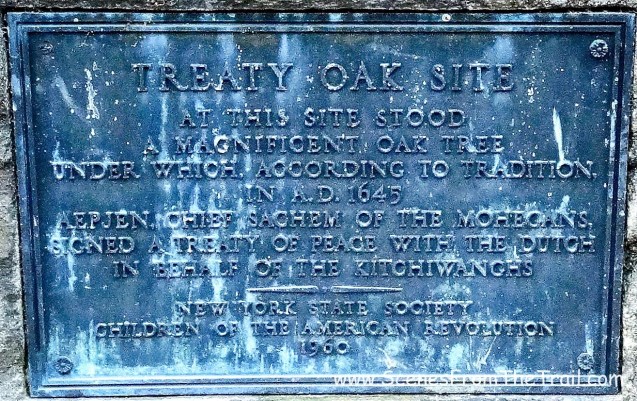 TREATY OAK SITE
AT THIS SITE STOOD
A MAGNIFICENT OAK TREE
UNDER WHICH, ACCORDING TO TRADITION,
IN A.D. 1645
AEPJEN, CHIEF SACHEM OF THE MOHEGANS,
SIGNED A TREATY OF PEACE WITH THE DUTCH
IN BEHALF OF THE KITCHIWANGHS
NEW YORK STATE SOCIETY
CHILDREN OF THE AMERICAN REVOLUTION
1960
www.ScenesFromTheTrail.com